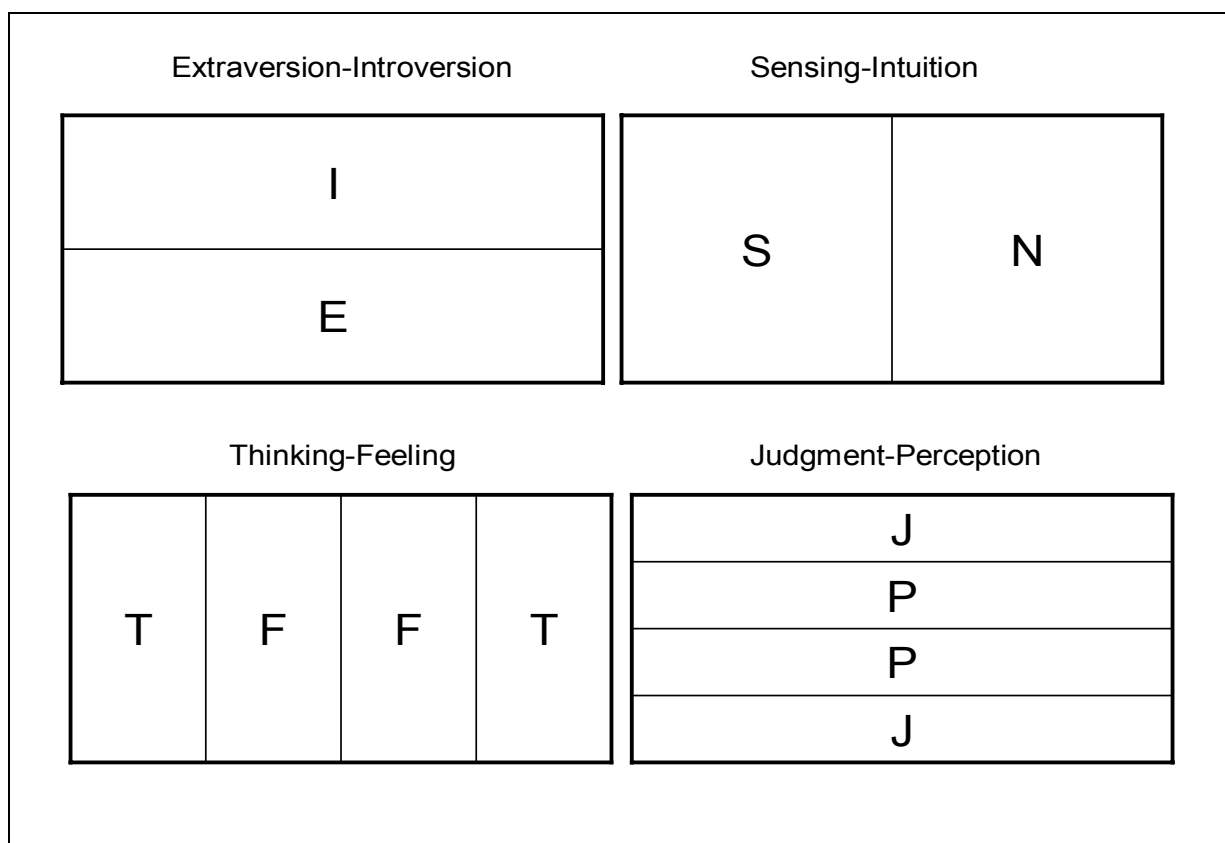 Extraversion-Introversion
I
E
Sensing-Intuition
S N
Thinking-Feeling
T F F T
Judgment-Perception
J
P
P
J